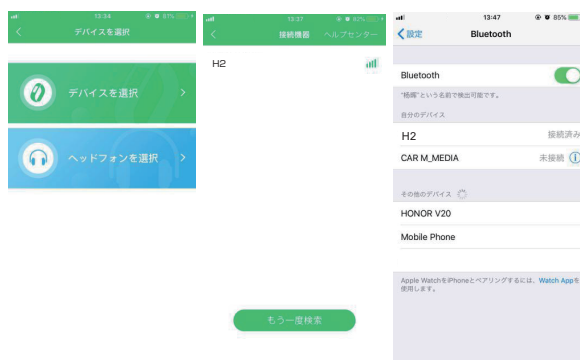 13:34
81%
デバイスを選択
デバイスを選択
ヘッドフォンを選択
13:37
82%
接続機器
ヘルプセンター
H2
もう一度検索
13:47
85%
設定
Bluetooth
Bluetooth
という名前で検出可能です。
自分のデバイス
H2
接続済み
CAR M_MEDIA
未接続
その他のデバイス
HONOR V20
Mobile Phone
Apple WatchをiPhoneとペアリングするには、Watch Appを
使用します。